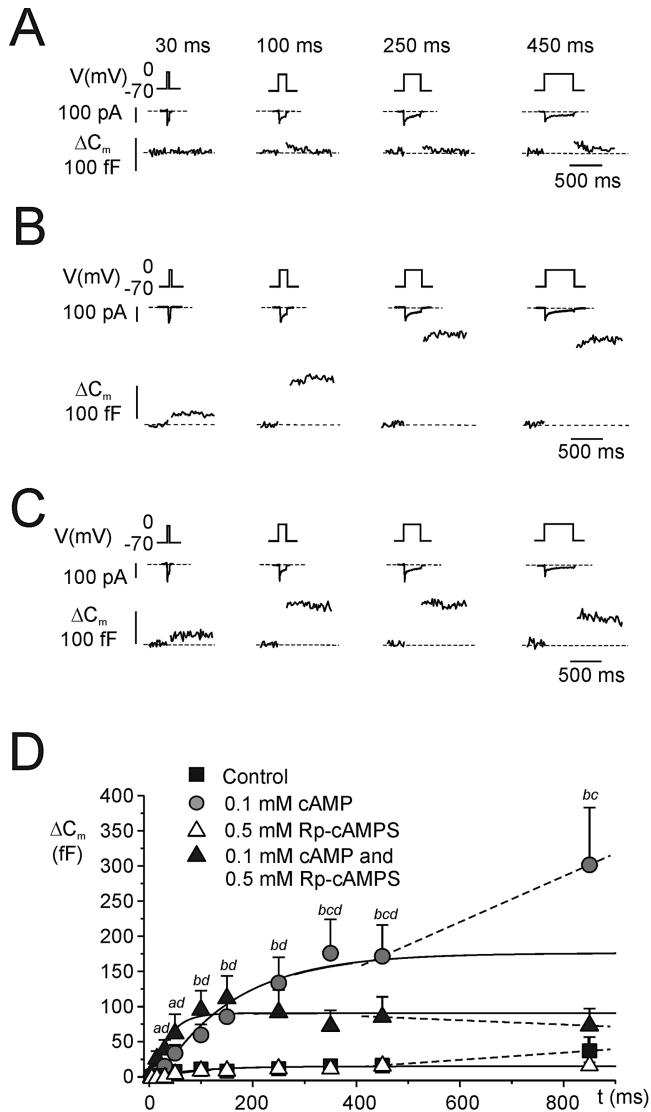 A
30 ms 100 ms 250 ms 450 ms
V(mV) 0
-70
100 pA
ΔCm
100 fF
500 ms
B
V(mV) 0
-70
100 pA
ΔCm
100 fF
500 ms
C
V(mV) 0
-70
100 pA
ΔCm
100 fF
500 ms
D
Control
0.1 mM cAMP
0.5 mM Rp-cAMPS
0.1 mM cAMP and
0.5 mM Rp-cAMPS
ΔCm
(fF)
400
350
300
250
200
150
100
50
0
ad ad bd bd bd bcd bcd bc
0 200 400 600 800 t (ms)